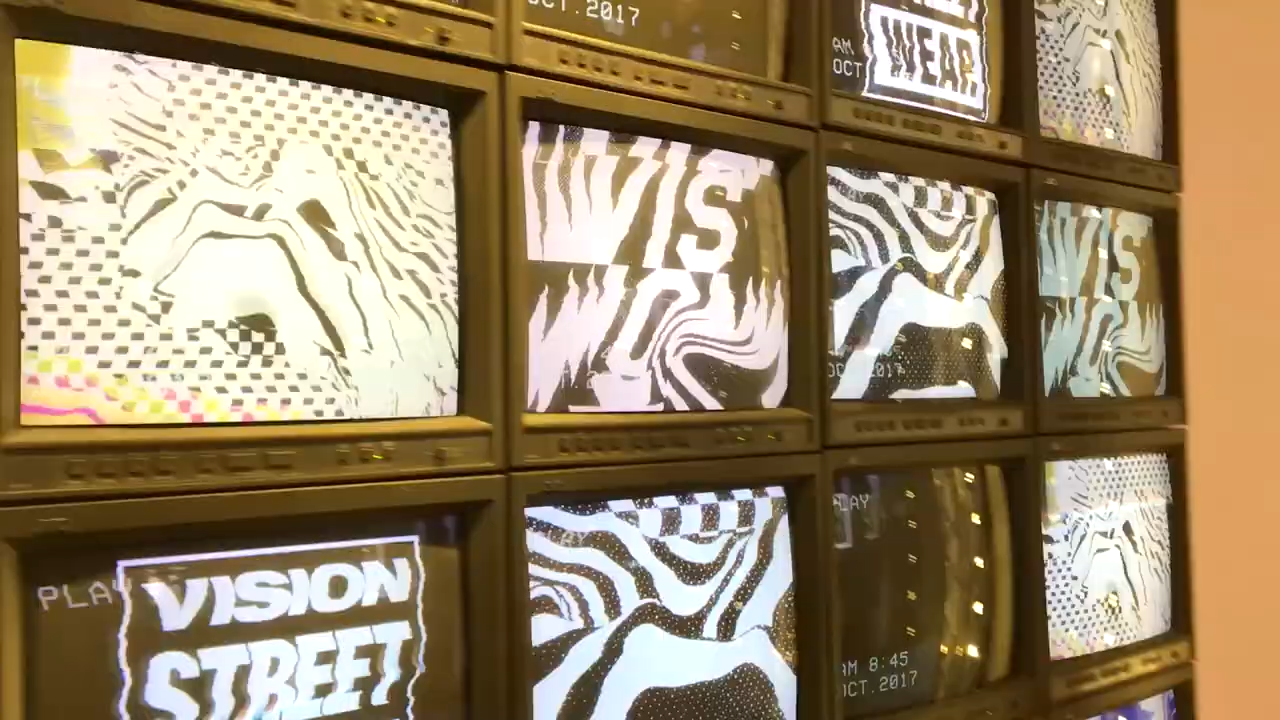 OCT.2017
AM
OCT
WEAR
VIS
VIS
OCT 2017
PLAY
VISION
STREET
PLAY
AM 8:45
OCT.2017